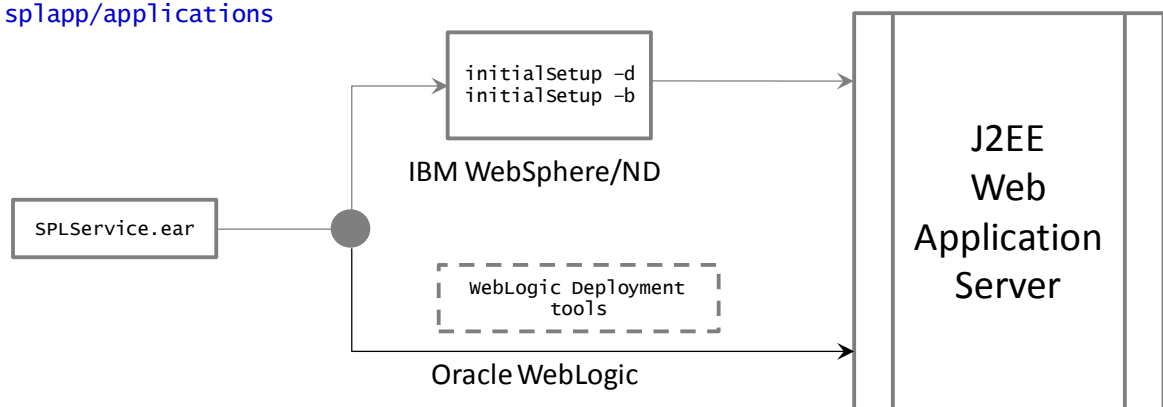 splapp/applications
initialSetup –d
initialSetup –b
IBM WebSphere/ND
SPLService.ear
WebLogic Deployment
tools
Oracle WebLogic
J2EE
Web
Application
Server